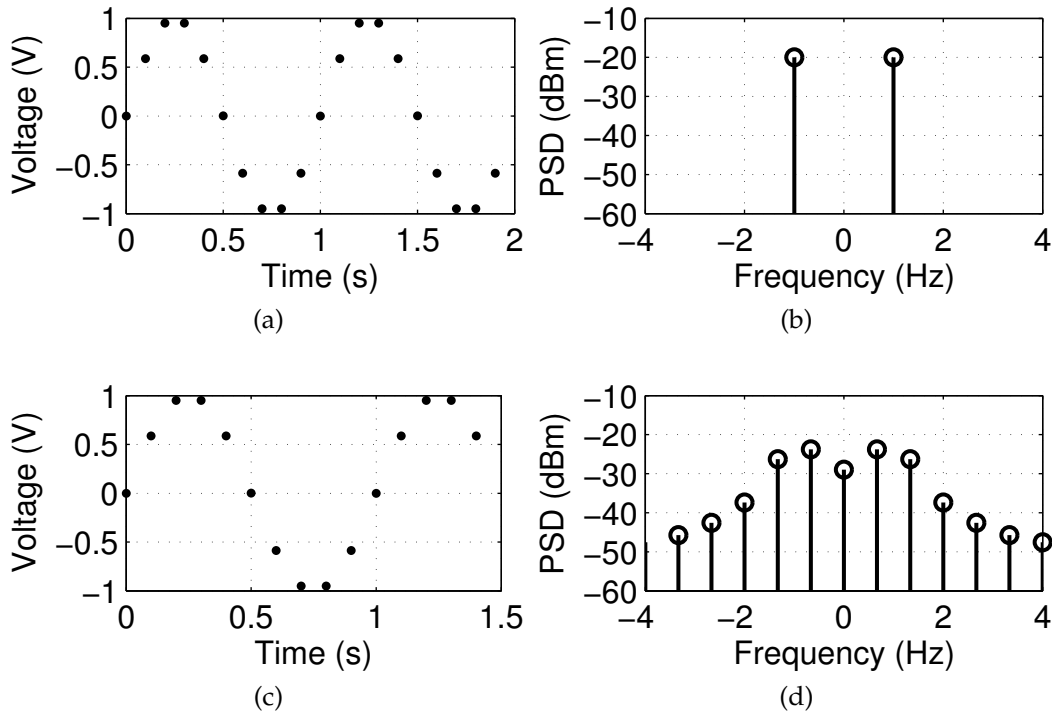 1
0.5
0
−0.5
−1
Voltage (V)
0 0.5 1 1.5 2
Time (s)
(a)
−10
−20
−30
−40
−50
−60
PSD (dBm)
−4 −2 0 2 4
Frequency (Hz)
(b)
1
0.5
0
−0.5
−1
Voltage (V)
0 0.5 1 1.5
Time (s)
(c)
−10
−20
−30
−40
−50
−60
PSD (dBm)
−4 −2 0 2 4
Frequency (Hz)
(d)